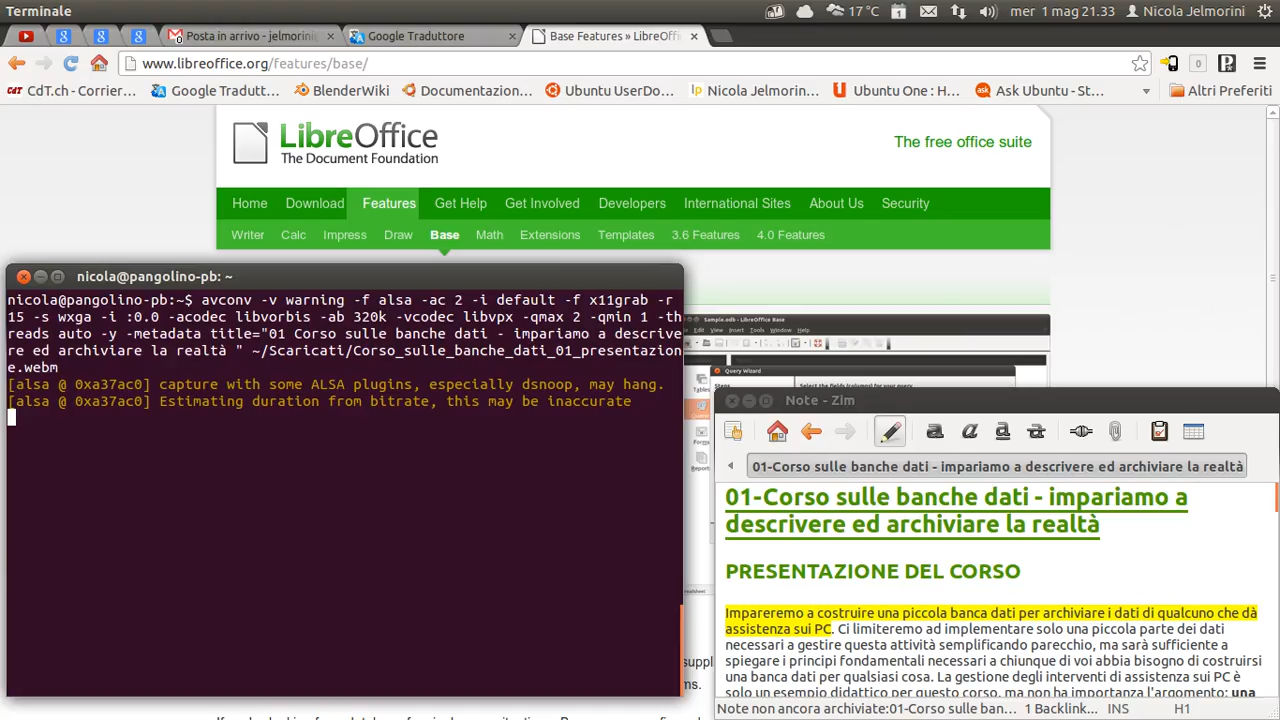 Terminale
17 °C
mer 1 mag 21.33
Nicola Jelmorini
Posta in arrivo - jelmorini
Google Traduttore
Base Features » LibreOffi
www.libreoffice.org/features/base/
CdT.ch - Corrier...
Google Tradutt...
BlenderWiki
Documentazion...
Ubuntu UserDo...
Nicola Jelmorin...
Ubuntu One : H...
Ask Ubuntu - St...
Altri Preferiti
LibreOffice
The Document Foundation
The free office suite
Home Download Features Get Help Get Involved Developers International Sites About Us Security
Writer Calc Impress Draw Base Math Extensions Templates 3.6 Features 4.0 Features
nicola@pangolino-pb: ~
nicola@pangolino-pb:~$ avconv -v warning -f alsa -ac 2 -i default -f x11grab -r
15 -s wxga -i :0.0 -acodec libvorbis -ab 320k -vcodec libvpx -qmax 2 -qmin 1 -th
reads auto -y -metadata title="01 Corso sulle banche dati - impariamo a descrive
re ed archiviare la realtà " ~/Scaricati/Corso_sulle_banche_dati_01_presentazion
e.webm
[alsa @ 0xa37ac0] capture with some ALSA plugins, especially dsnoop, may hang.
[alsa @ 0xa37ac0] Estimating duration from bitrate, this may be inaccurate
Sample.odb - LibreOffice Base
Query Wizard
Steps
Tables
Forms
Reports
Note - Zim
01-Corso sulle banche dati - impariamo a descrivere ed archiviare la realtà
01-Corso sulle banche dati - impariamo a
descrivere ed archiviare la realtà
PRESENTAZIONE DEL CORSO
Impareremo a costruire una piccola banca dati per archiviare i dati di qualcuno che dà
assistenza sui PC. Ci limiteremo ad implementare solo una piccola parte dei dati
necessari a gestire questa attività semplificando parecchio, ma sarà sufficiente a
spiegare i principi fondamentali necessari a chiunque di voi abbia bisogno di costruirsi
una banca dati per qualsiasi cosa. La gestione degli interventi di assistenza sui PC è
solo un esempio didattico per questo corso, ma non ha importanza l'argomento: una
Note non ancora archiviate:01-Corso sulle ban... 1 Backlink... INS H1